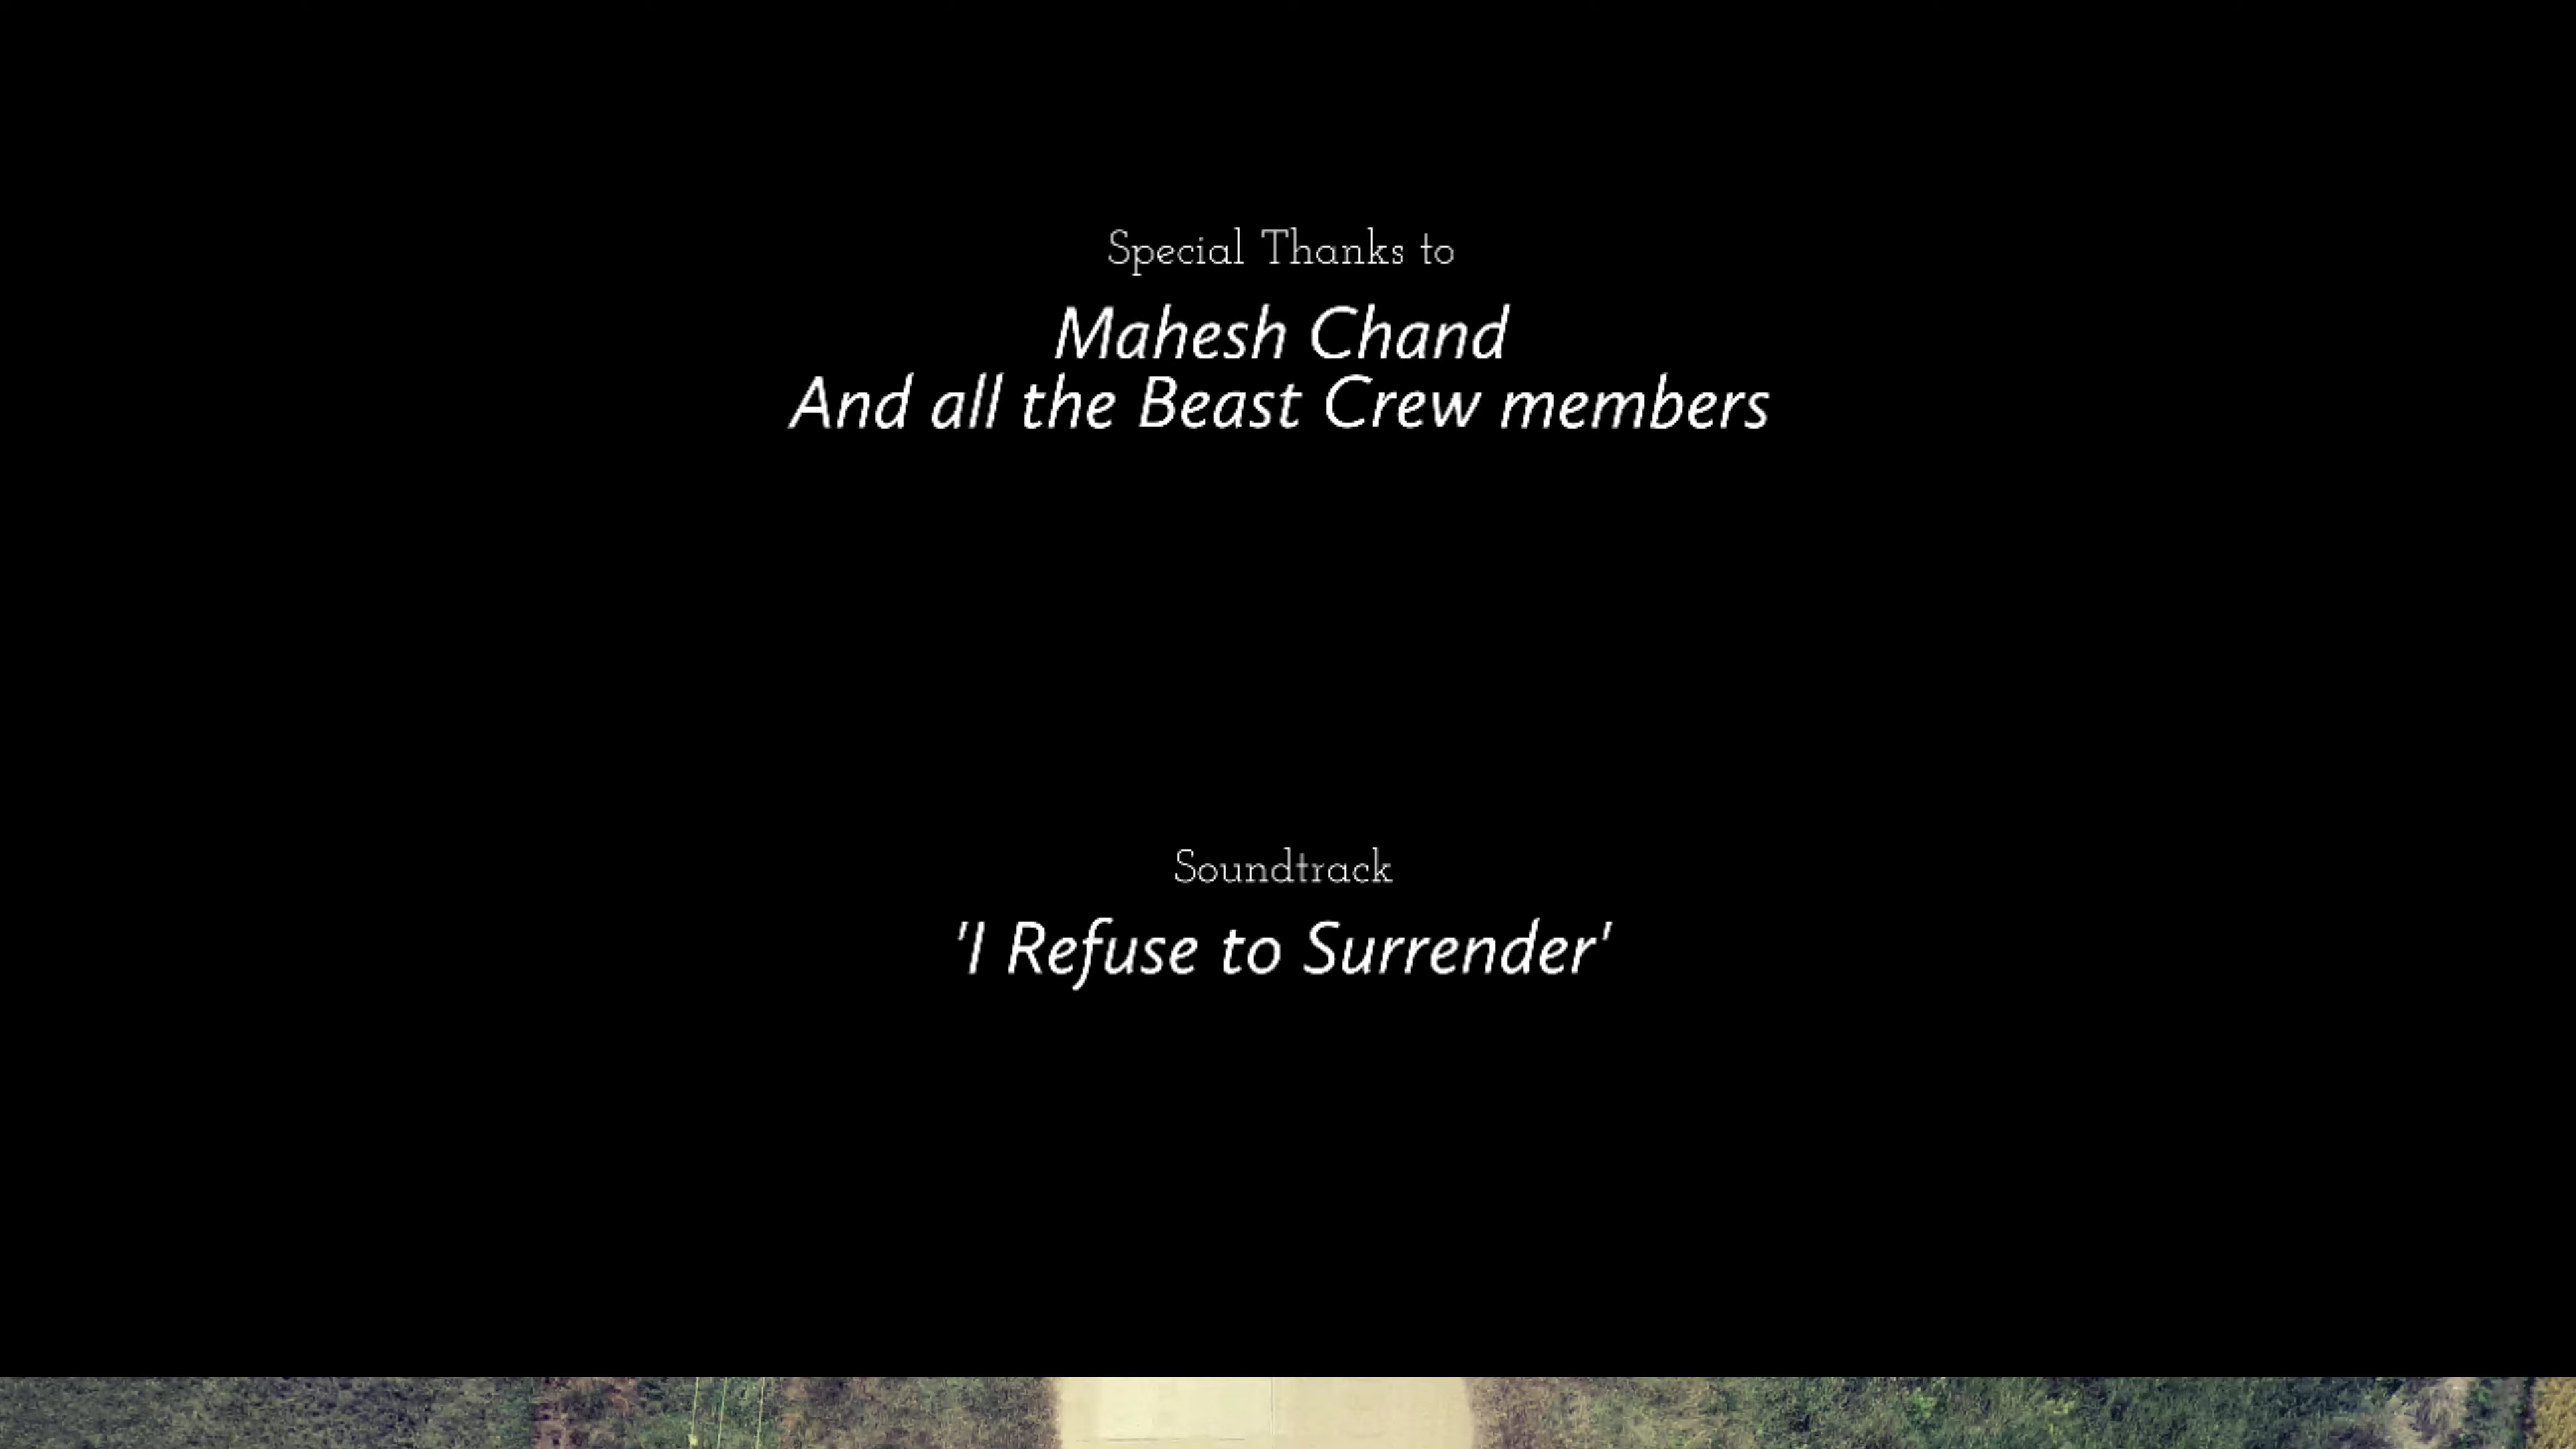 Special Thanks to
Mahesh Chand
And all the Beast Crew members
Soundtrack
'I Refuse to Surrender'